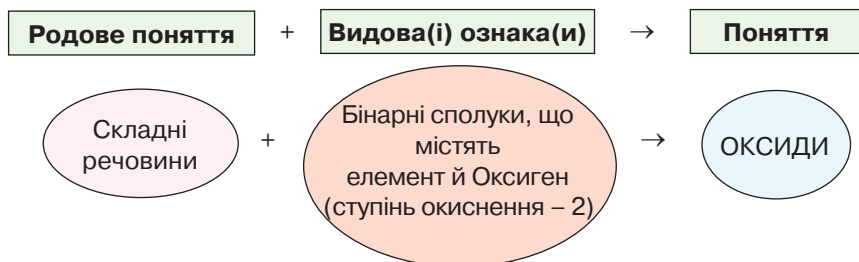 Родове поняття + Видова(і) ознака(и) → Поняття
Складні
речовини
+
Бінарні сполуки, що
містять
елемент й Оксиген
(ступінь окиснення – 2)
→
ОКСИДИ